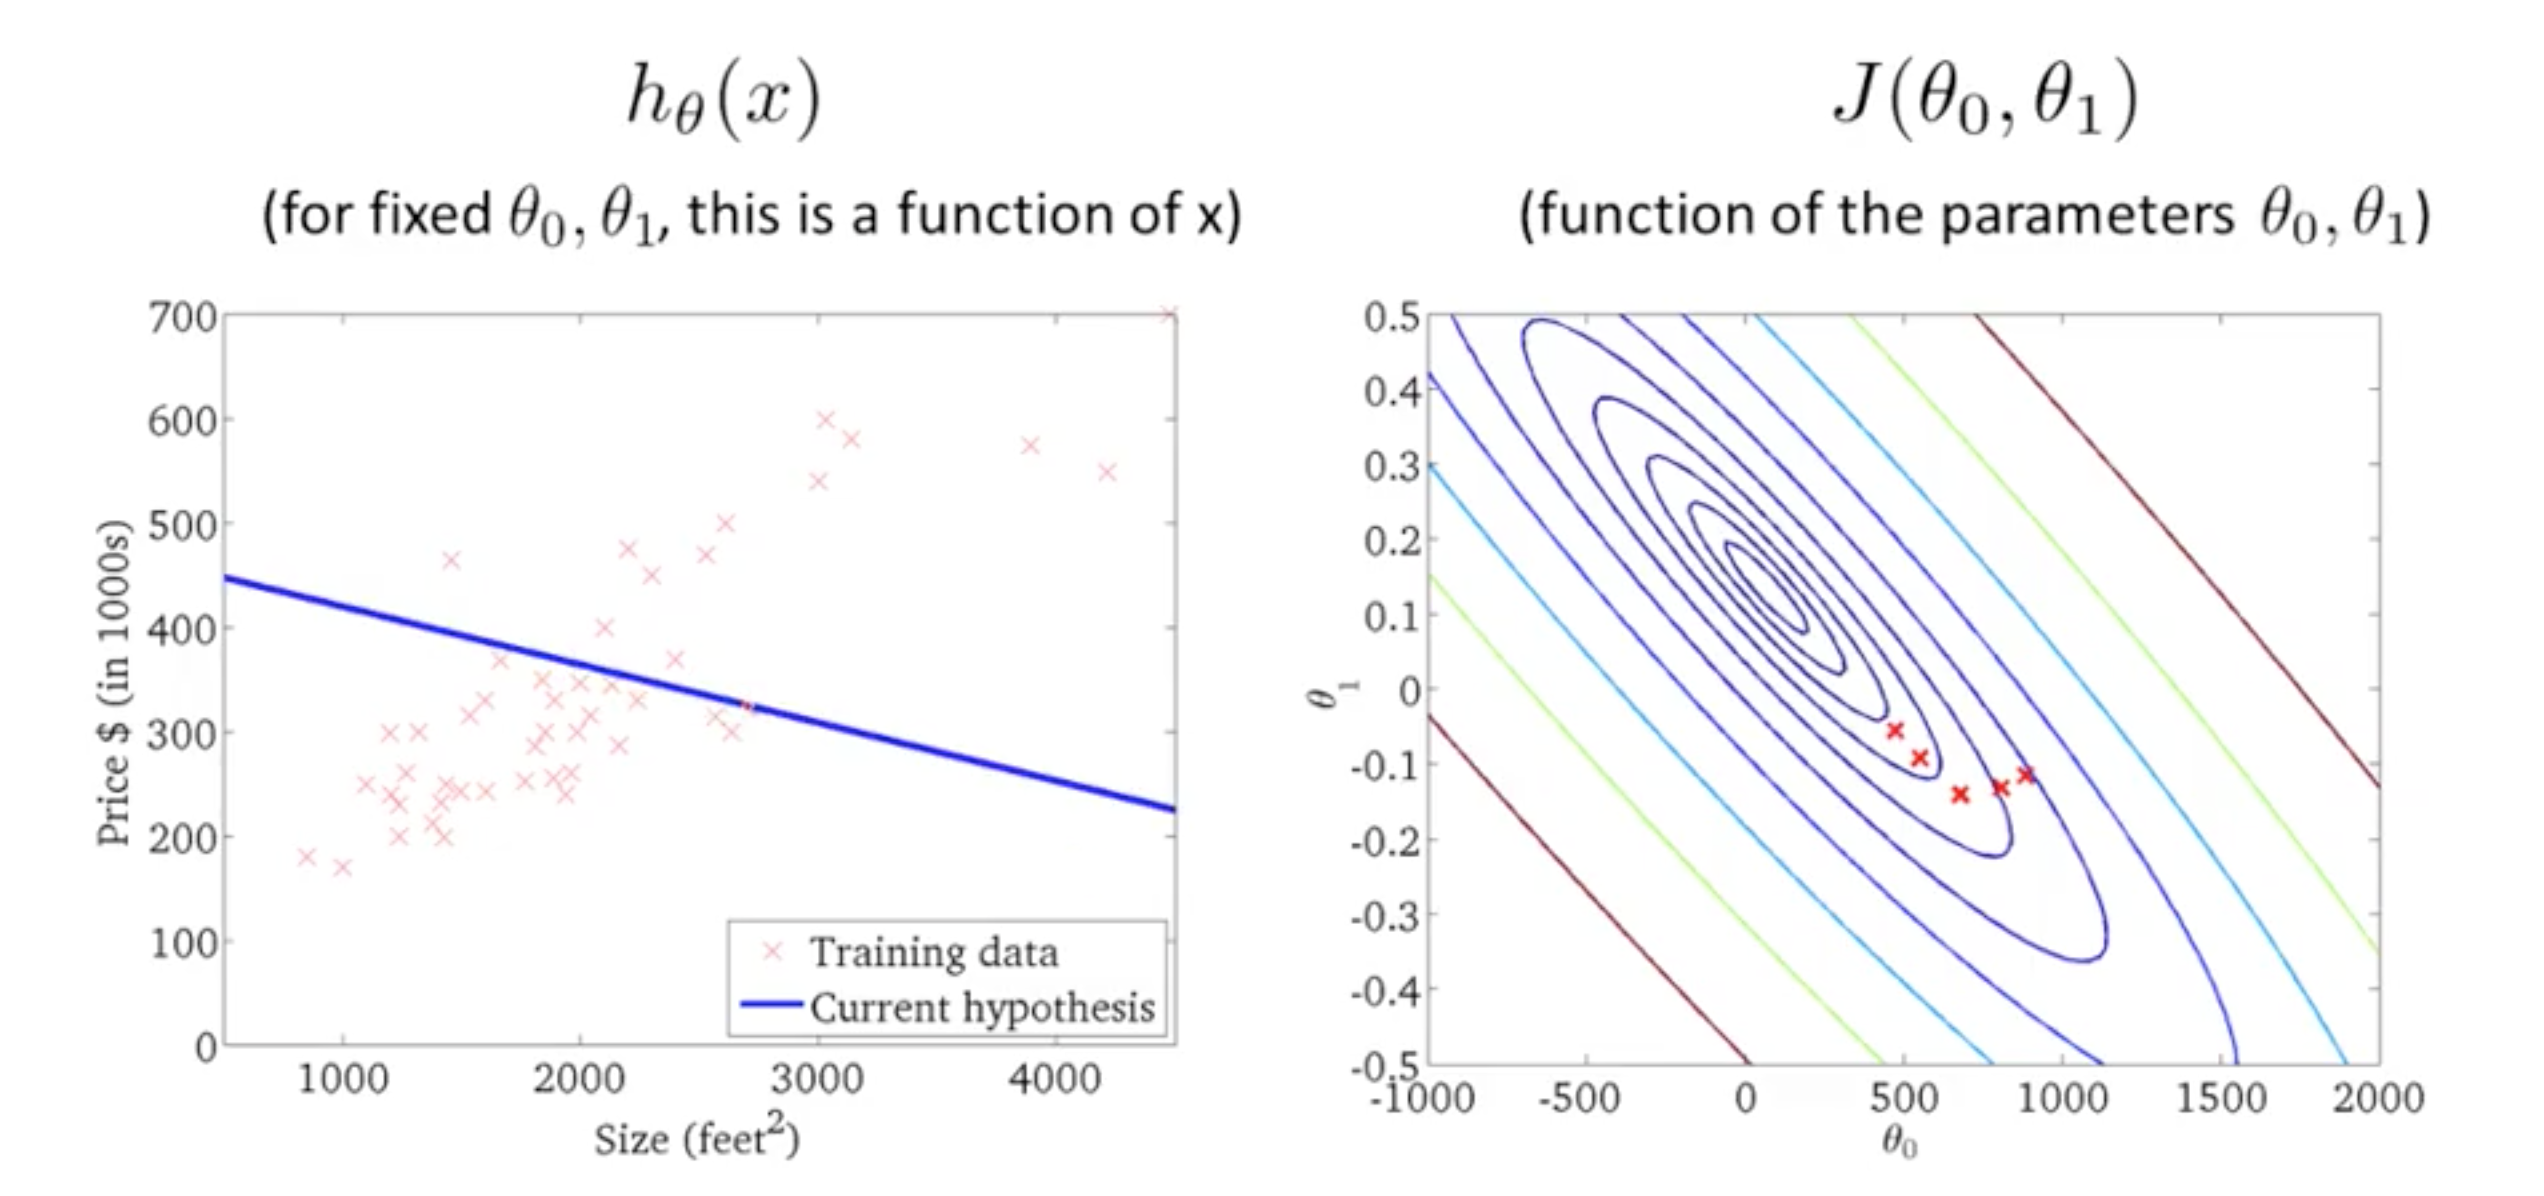 h_θ(x)
(for fixed θ₀, θ₁, this is a function of x)
700
600
500
400
300
200
100
0
Price $ (in 1000s)
Training data
Current hypothesis
1000 2000 3000 4000
Size (feet²)
J(θ₀, θ₁)
(function of the parameters θ₀, θ₁)
0.5
0.4
0.3
0.2
0.1
0
-0.1
-0.2
-0.3
-0.4
-0.5
θ₁
-1000 -500 0 500 1000 1500 2000
θ₀